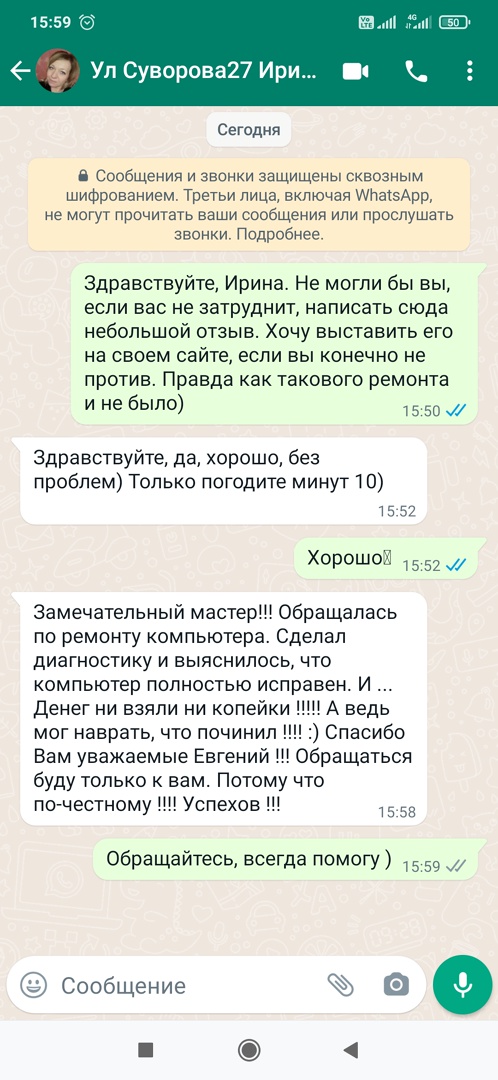 15:59
Vo LTE
4G
50
Ул Суворова27 Ири...
Сегодня
Сообщения и звонки защищены сквозным
шифрованием. Третьи лица, включая WhatsApp,
не могут прочитать ваши сообщения или прослушать
звонки. Подробнее.
Здравствуйте, Ирина. Не могли бы вы,
если вас не затруднит, написать сюда
небольшой отзыв. Хочу выставить его
на своем сайте, если вы конечно не
против. Правда как такового ремонта
и не было)
15:50
Здравствуйте, да, хорошо, без
проблем) Только погодите минут 10)
15:52
Хорошо
15:52
Замечательный мастер!!! Обращалась
по ремонту компьютера. Сделал
диагностику и выяснилось, что
компьютер полностью исправен. И ...
Денег ни взяли ни копейки !!!!! А ведь
мог наврать, что починил !!!! :) Спасибо
Вам уважаемые Евгений !!! Обращаться
буду только к вам. Потому что
по-честному !!!! Успехов !!!
15:58
Обращайтесь, всегда помогу )
15:59
Сообщение